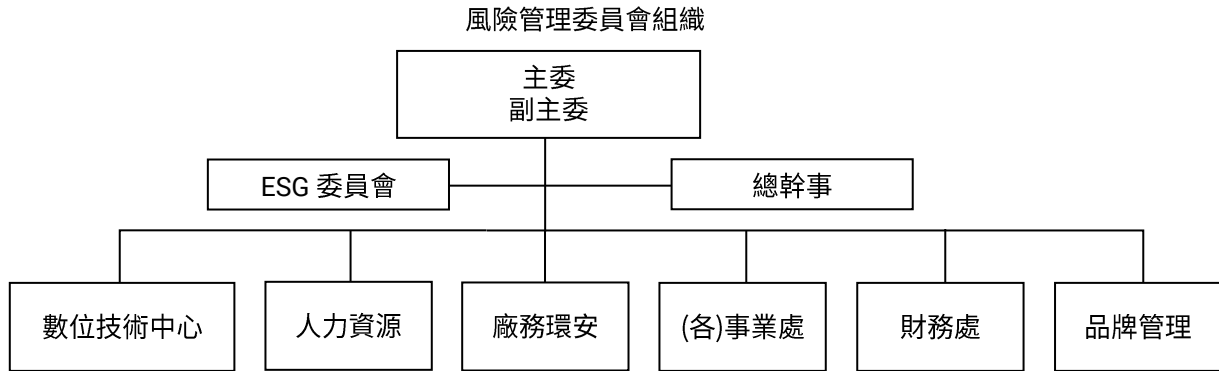 風險管理委員會組織
主委
副主委
ESG 委員會
總幹事
數位技術中心
人力資源
廠務環安
(各)事業處
財務處
品牌管理